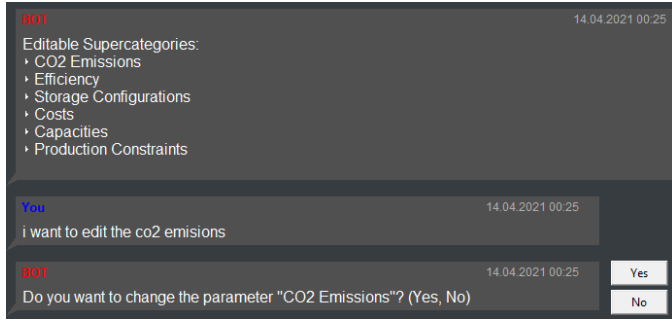 BOT 14.04.2021 00:25
Editable Supercategories:
‣ CO2 Emissions
‣ Efficiency
‣ Storage Configurations
‣ Costs
‣ Capacities
‣ Production Constraints
You 14.04.2021 00:25
i want to edit the co2 emisions
BOT 14.04.2021 00:25
Do you want to change the parameter "CO2 Emissions"? (Yes, No)
Yes
No